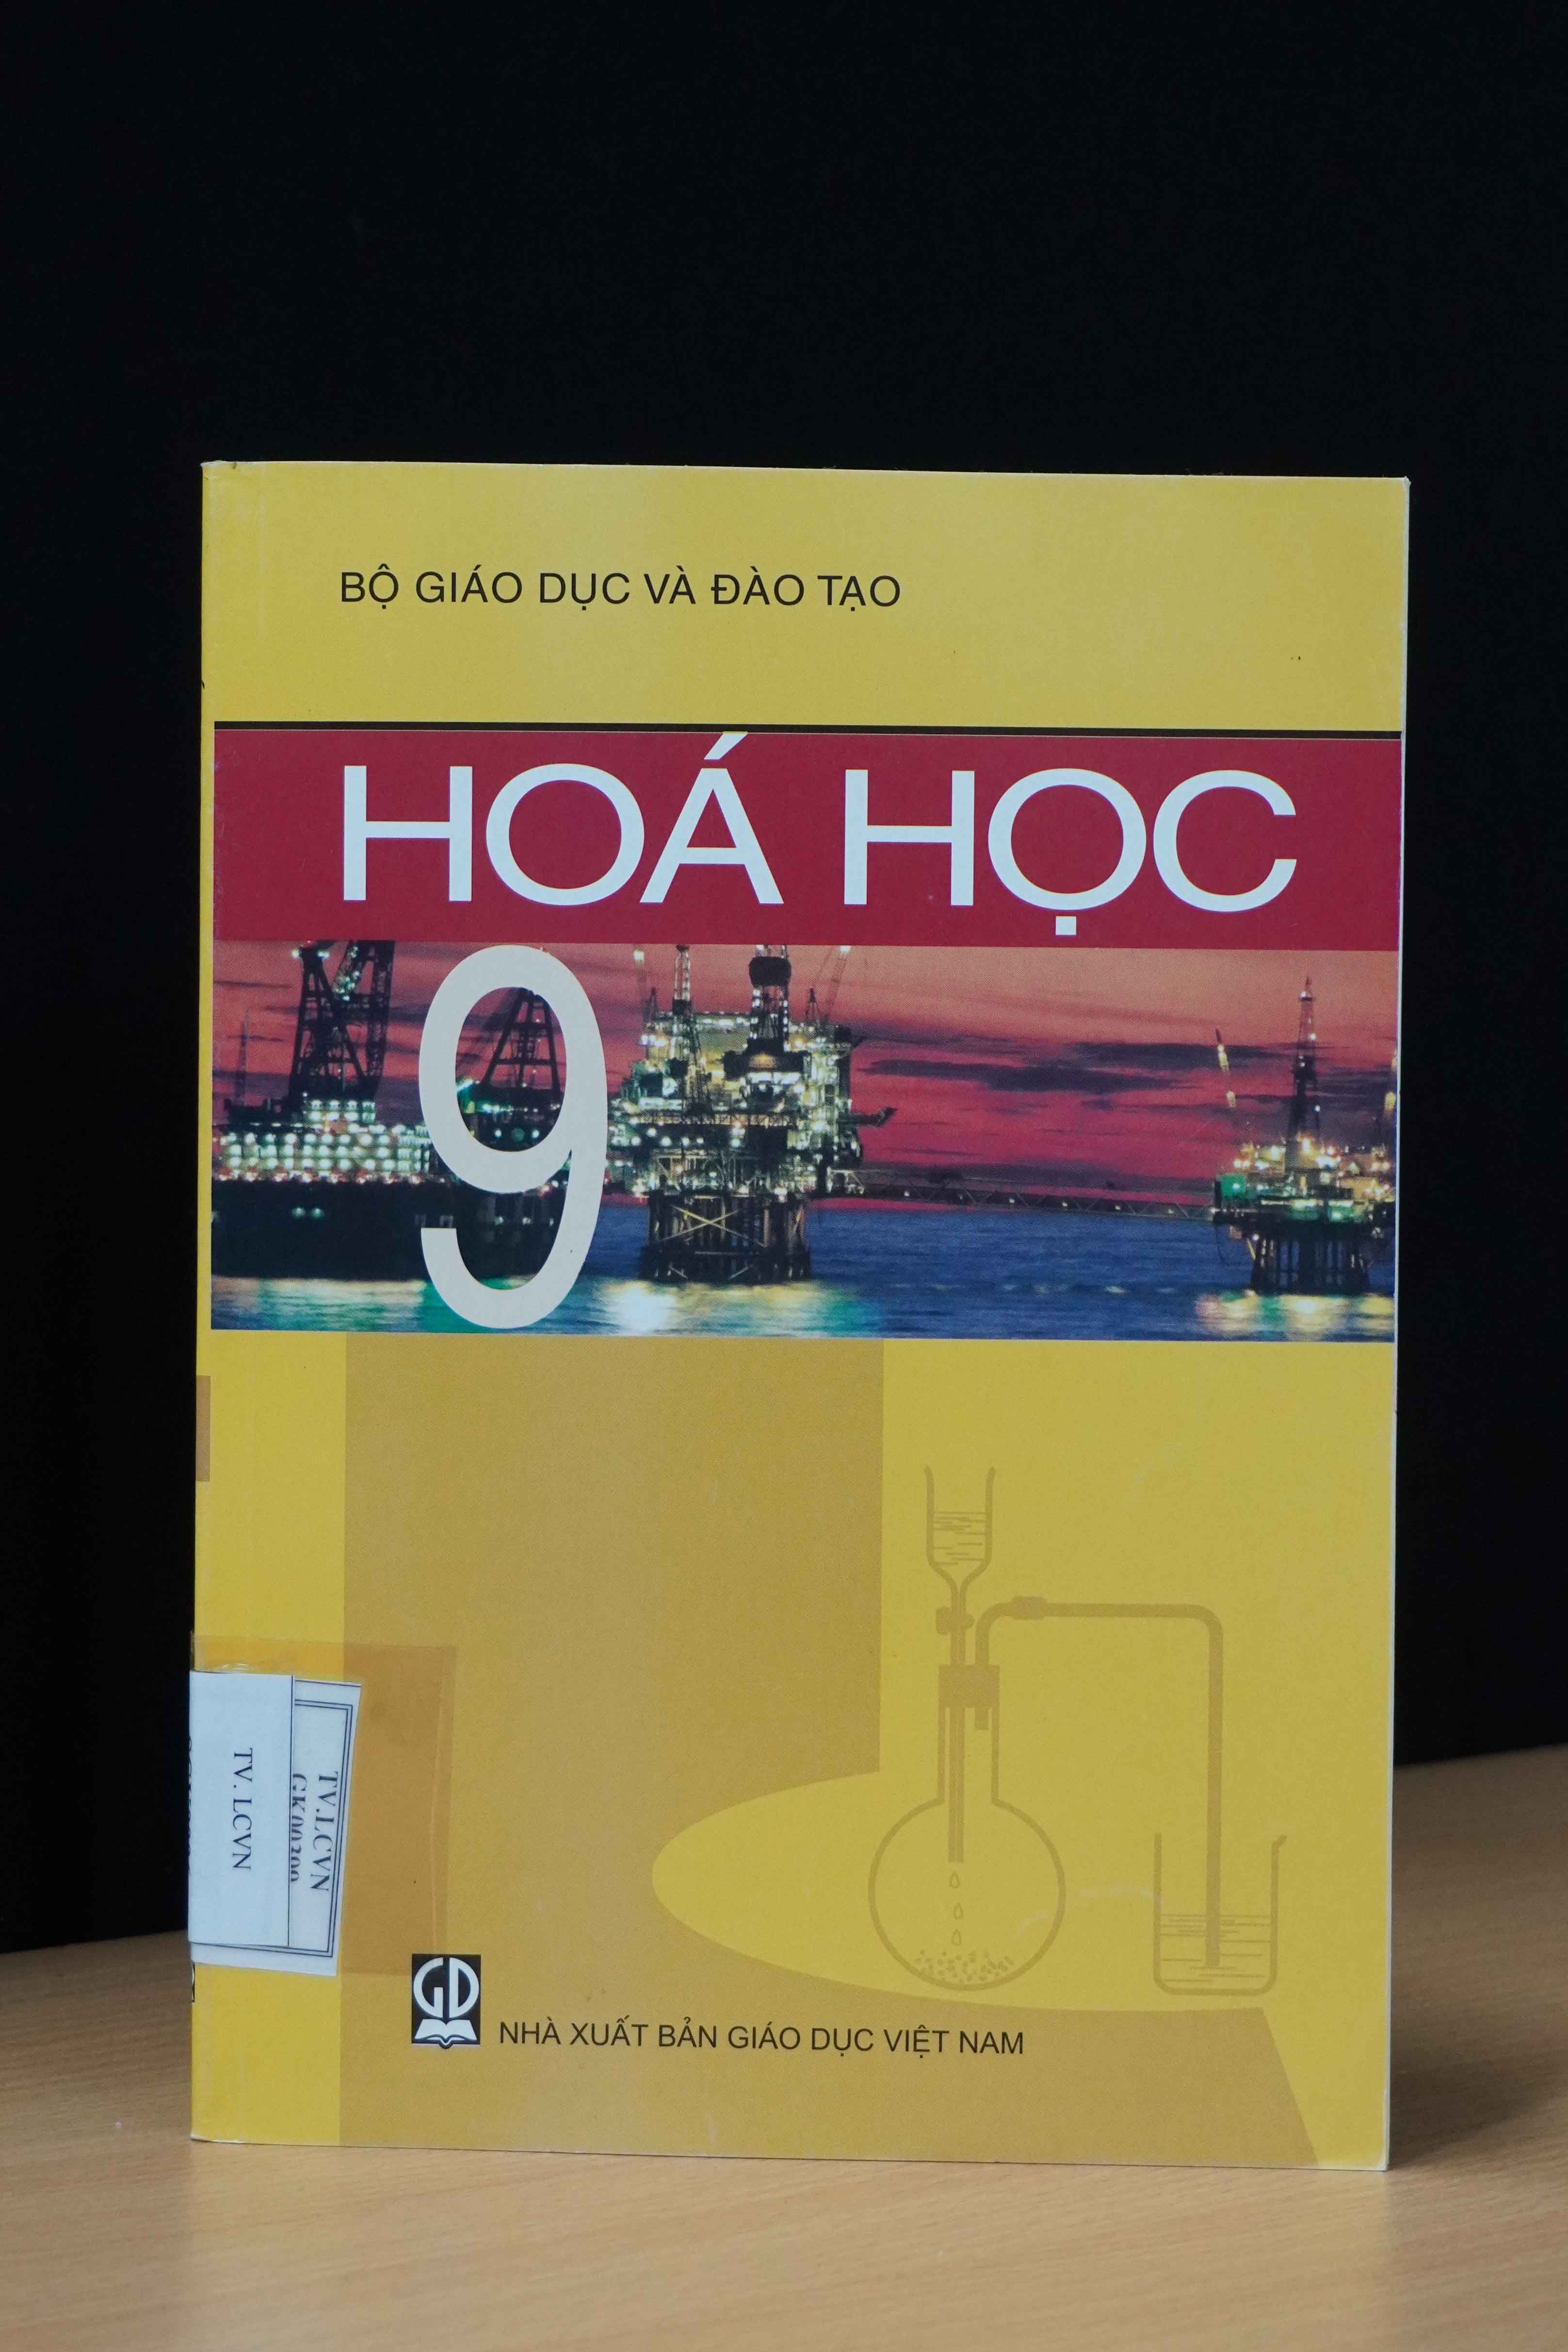 BỘ GIÁO DỤC VÀ ĐÀO TẠO
HOÁ HỌC
9
TV. LCVN
TV.LCVN
GD
NHÀ XUẤT BẢN GIÁO DỤC VIỆT NAM